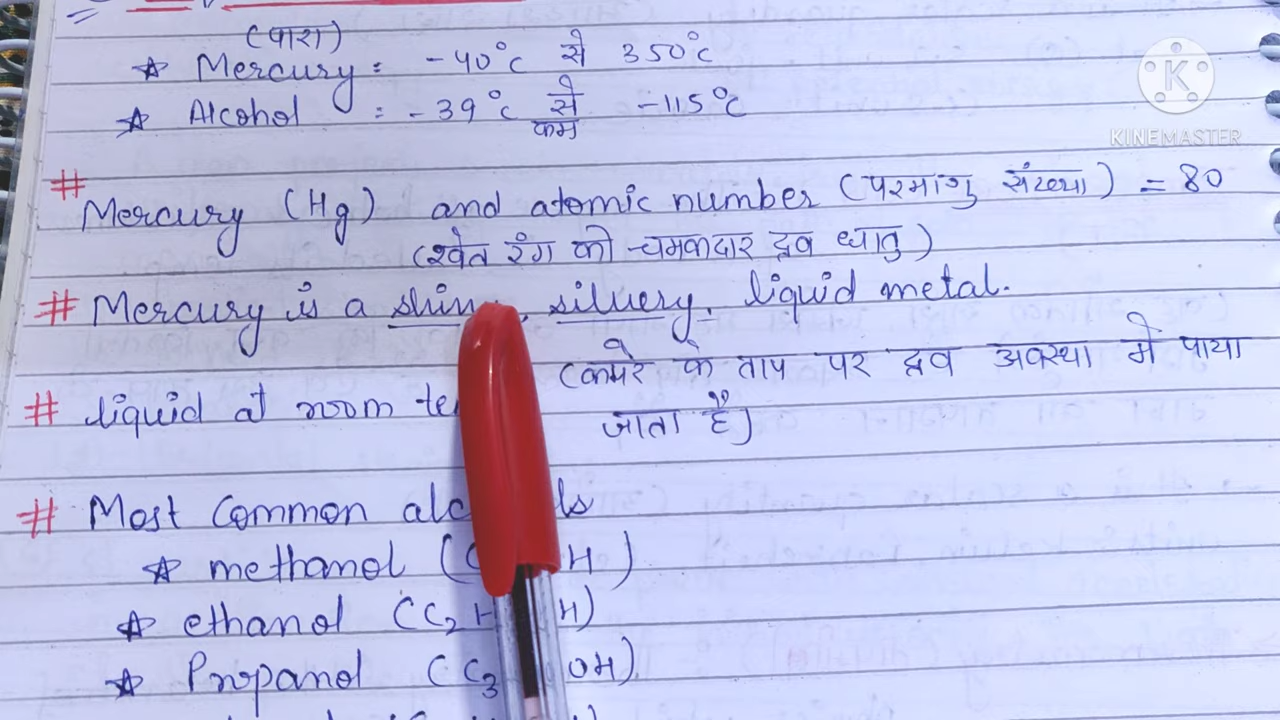 (पारा)
☆ Mercury: -40°c से 350°c
☆ Alcohol : -39°c से -115°c
कम
KINEMASTER
# Mercury (Hg) and atomic number (परमाणु संख्या) = 80
(श्वेत रंग की चमकदार द्रव धातु)
# Mercury is a silvery, liquid metal.
(कमरे के ताप पर द्रव अवस्था में पाया
# liquid at room जाता है)
# Most Common
☆ methanol
☆ ethanol
☆ Propanol